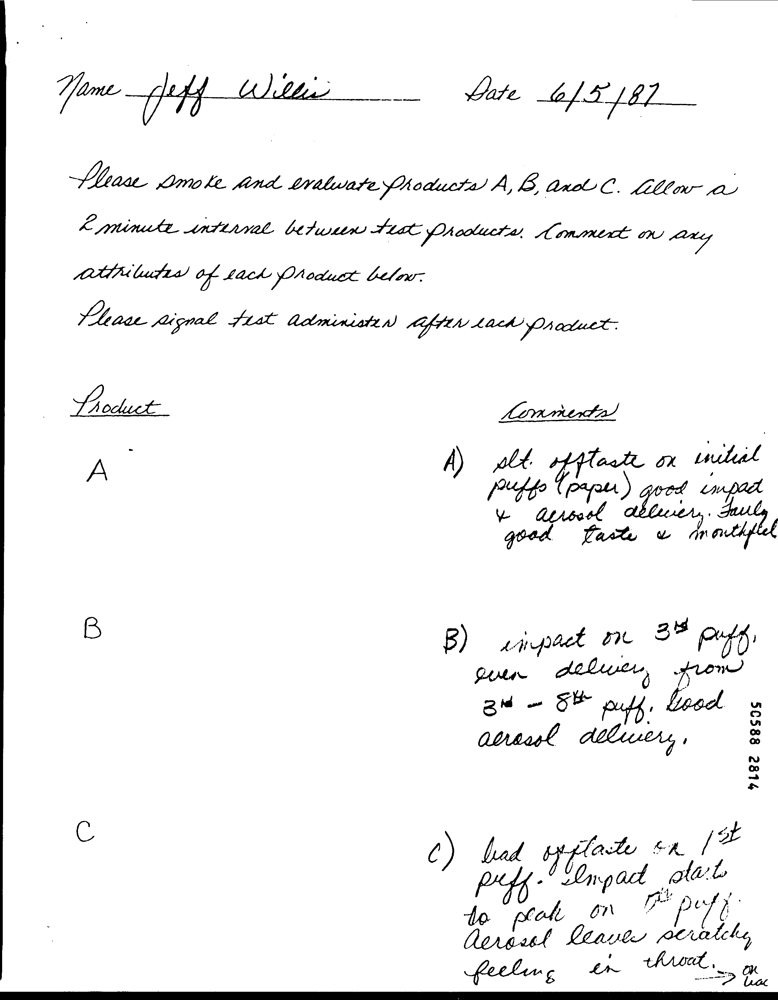 Name Jeff Willis Date 6/5/87
Please smoke and evaluate products A, B, and C. Allow a
2 minute interval between test products. Comment on any
attributes of each product below.
Please signal test administer after each product.
Product Comments
A
A) slt. offtaste on initial
puffs (paper) good impact
& aerosol delivery. Fairly
good taste & mouthfeel
B
B) impact on 3rd puff,
even delivery from
3rd - 8th puff. Good
aerosol delivery.
50588 2814
C
C) bad offtaste on 1st
puff. Impact starts
to peak on puff.
Aerosol leaves scratchy
feeling in throat. → on